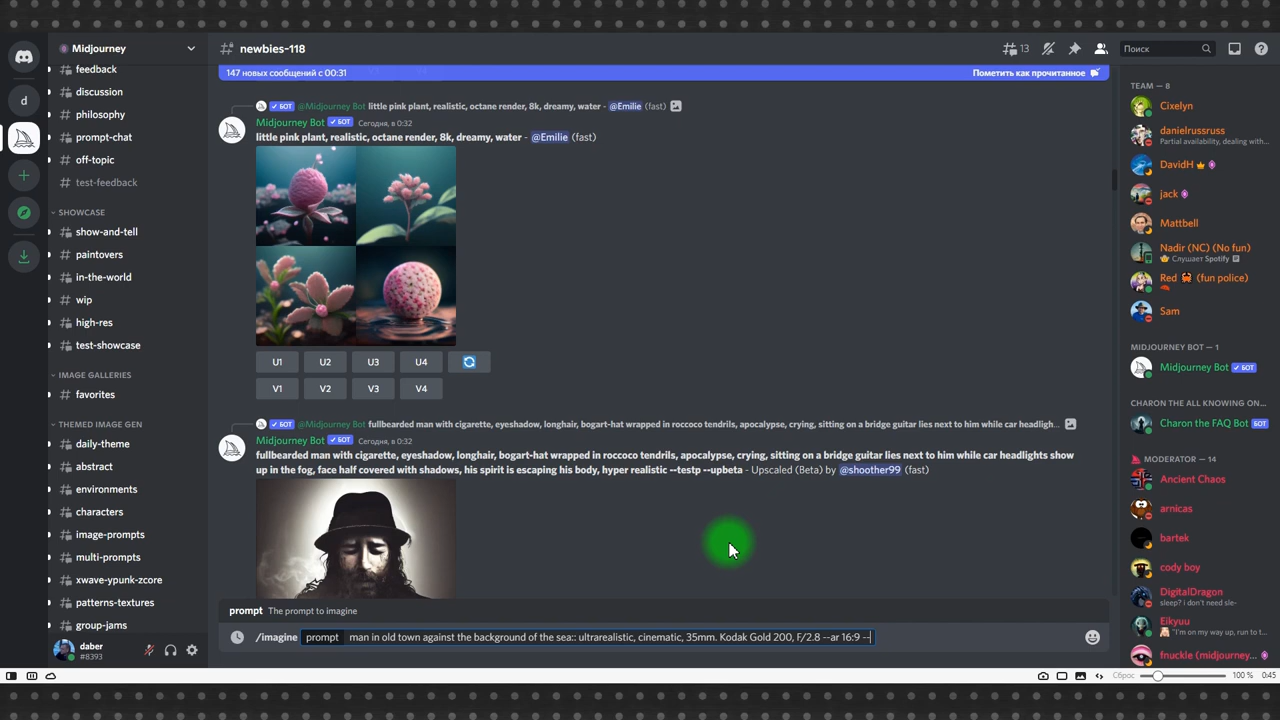 Midjourney
feedback
discussion
philosophy
prompt-chat
off-topic
test-feedback
SHOWCASE
show-and-tell
paintovers
in-the-world
wip
high-res
test-showcase
IMAGE GALLERIES
favorites
THEMED IMAGE GEN
daily-theme
abstract
environments
characters
image-prompts
multi-prompts
xwave-ypunk-zcore
patterns-textures
group-jams
daber
#8393
d
newbies-118
13
Поиск
147 новых сообщений с 00:31
Пометить как прочитанное
БОТ @Midjourney Bot little pink plant, realistic, octane render, 8k, dreamy, water - @Emilie (fast)
Midjourney Bot БОТ Сегодня, в 0:32
little pink plant, realistic, octane render, 8k, dreamy, water - @Emilie (fast)
U1 U2 U3 U4
V1 V2 V3 V4
БОТ @Midjourney Bot fullbearded man with cigarette, eyeshadow, longhair, bogart-hat wrapped in roccoco tendrils, apocalypse, crying, sitting on a bridge guitar lies next to him while car headligh...
Midjourney Bot БОТ Сегодня, в 0:32
fullbearded man with cigarette, eyeshadow, longhair, bogart-hat wrapped in roccoco tendrils, apocalypse, crying, sitting on a bridge guitar lies next to him while car headlights show
up in the fog, face half covered with shadows, his spirit is escaping his body, hyper realistic --testp --upbeta - Upscaled (Beta) by @shoother99 (fast)
prompt The prompt to imagine
/imagine prompt man in old town against the background of the sea:: ultrarealistic, cinematic, 35mm. Kodak Gold 200, F/2.8 --ar 16:9 --
TEAM — 8
Cixelyn
danielrussruss
Partial availability, dealing with...
DavidH
jack
Mattbell
Nadir (NC) (No fun)
Слушает Spotify
Red (fun police)
Sam
MIDJOURNEY BOT — 1
Midjourney Bot БОТ
CHARON THE ALL KNOWING ON...
Charon the FAQ Bot БОТ
MODERATOR — 14
Ancient Chaos
arnicas
bartek
cody boy
DigitalDragon
sleep? i don't need sle-
Eikyuu
"I'm on my way up, run to t...
fnuckle (midjourney...
Сброс 100 % 0:45